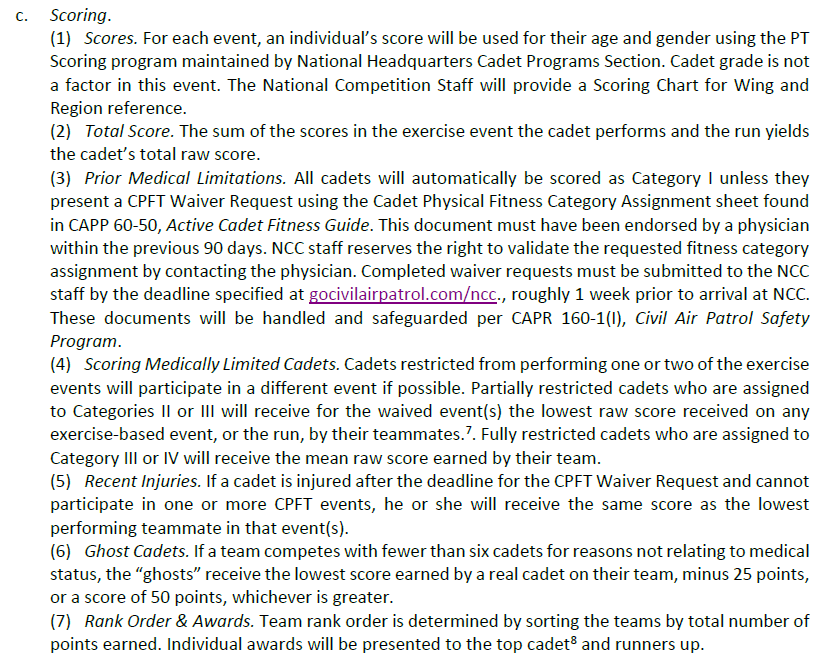 c. Scoring.
(1) Scores. For each event, an individual's score will be used for their age and gender using the PT
Scoring program maintained by National Headquarters Cadet Programs Section. Cadet grade is not
a factor in this event. The National Competition Staff will provide a Scoring Chart for Wing and
Region reference.
(2) Total Score. The sum of the scores in the exercise event the cadet performs and the run yields
the cadet's total raw score.
(3) Prior Medical Limitations. All cadets will automatically be scored as Category I unless they
present a CPFT Waiver Request using the Cadet Physical Fitness Category Assignment sheet found
in CAPP 60-50, Active Cadet Fitness Guide. This document must have been endorsed by a physician
within the previous 90 days. NCC staff reserves the right to validate the requested fitness category
assignment by contacting the physician. Completed waiver requests must be submitted to the NCC
staff by the deadline specified at gocivilairpatrol.com/ncc., roughly 1 week prior to arrival at NCC.
These documents will be handled and safeguarded per CAPR 160-1(I), Civil Air Patrol Safety
Program.
(4) Scoring Medically Limited Cadets. Cadets restricted from performing one or two of the exercise
events will participate in a different event if possible. Partially restricted cadets who are assigned
to Categories II or III will receive for the waived event(s) the lowest raw score received on any
exercise-based event, or the run, by their teammates.⁷. Fully restricted cadets who are assigned to
Category III or IV will receive the mean raw score earned by their team.
(5) Recent Injuries. If a cadet is injured after the deadline for the CPFT Waiver Request and cannot
participate in one or more CPFT events, he or she will receive the same score as the lowest
performing teammate in that event(s).
(6) Ghost Cadets. If a team competes with fewer than six cadets for reasons not relating to medical
status, the "ghosts" receive the lowest score earned by a real cadet on their team, minus 25 points,
or a score of 50 points, whichever is greater.
(7) Rank Order & Awards. Team rank order is determined by sorting the teams by total number of
points earned. Individual awards will be presented to the top cadet⁸ and runners up.